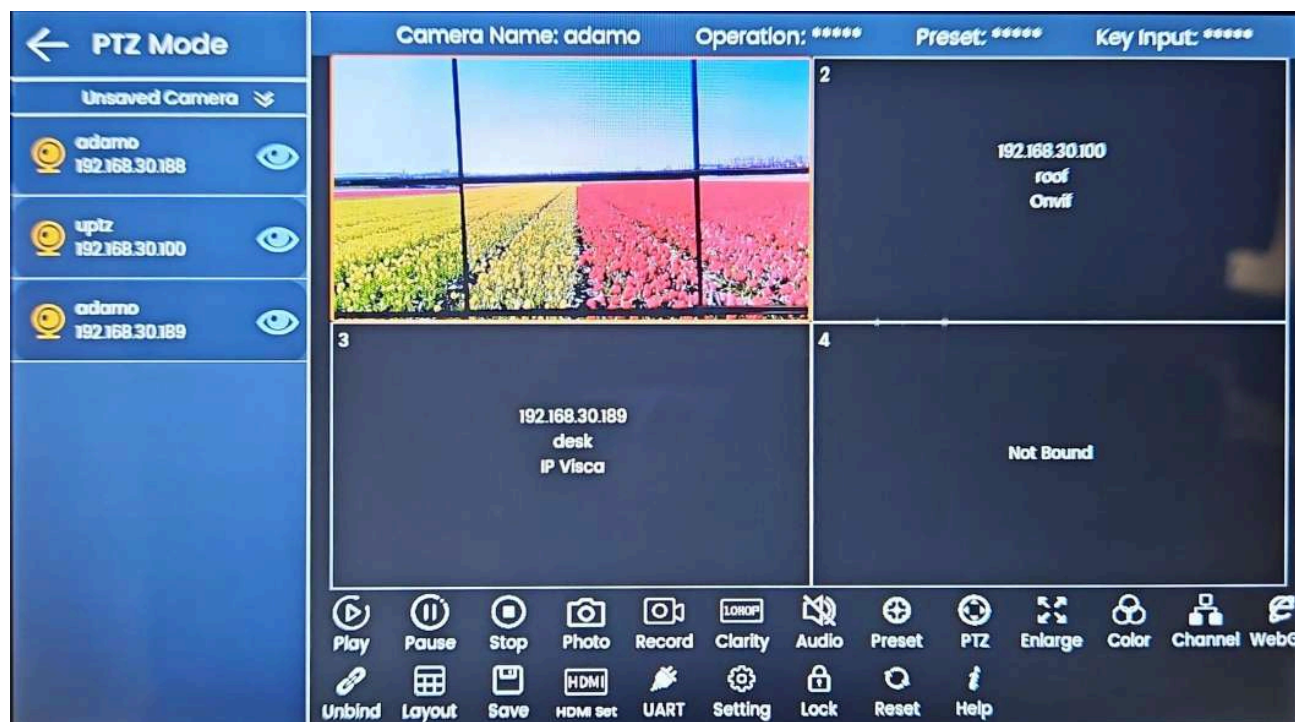 PTZ Mode
Camera Name: adamo
Operation: *****
Preset: *****
Key Input: *****
Unsaved Camera
adamo
192.168.30.188
uptz
192.168.30.100
adamo
192.168.30.189
2
192.168.30.100
roof
Onvif
3
192.168.30.189
desk
IP Visca
4
Not Bound
1080P
Play Pause Stop Photo Record Clarity Audio Preset PTZ Enlarge Color Channel WebG
HDMI
Unbind Layout Save HDMI Set UART Setting Lock Reset Help